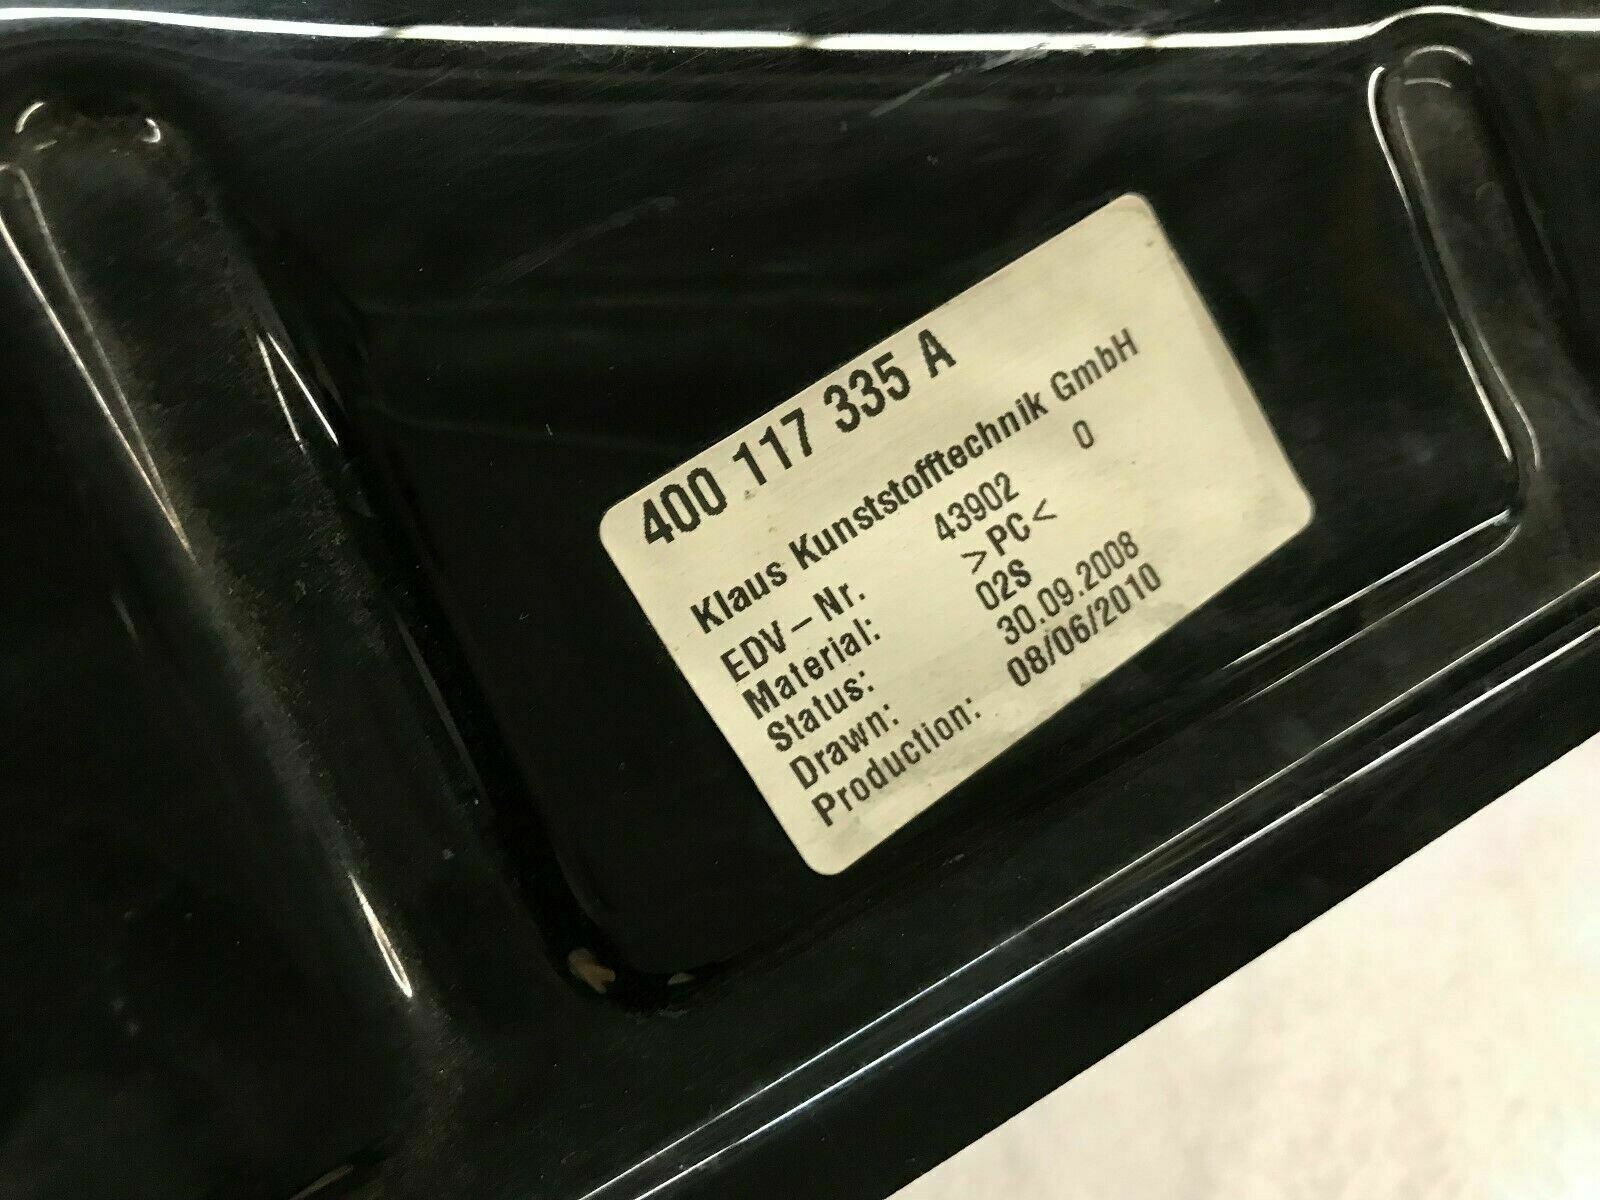 400 117 335 A
Klaus Kunststofftechnik GmbH
EDV-Nr. 43902 0
Material: >PC<
Status: 02S
Drawn: 30.09.2008
Production: 08/06/2010